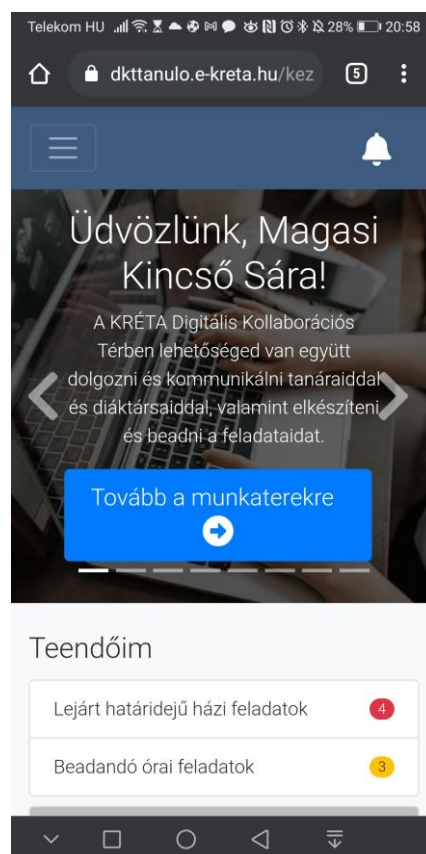 Telekom HU 28% 20:58
dkttanulo.e-kreta.hu/kez 5
Üdvözlünk, Magasi
Kincső Sára!
A KRÉTA Digitális Kollaborációs
Térben lehetőséged van együtt
dolgozni és kommunikálni tanáraiddal
és diáktársaiddal, valamint elkészíteni
és beadni a feladataidat.
Tovább a munkaterekre
Teendőim
Lejárt határidejű házi feladatok 4
Beadandó órai feladatok 3